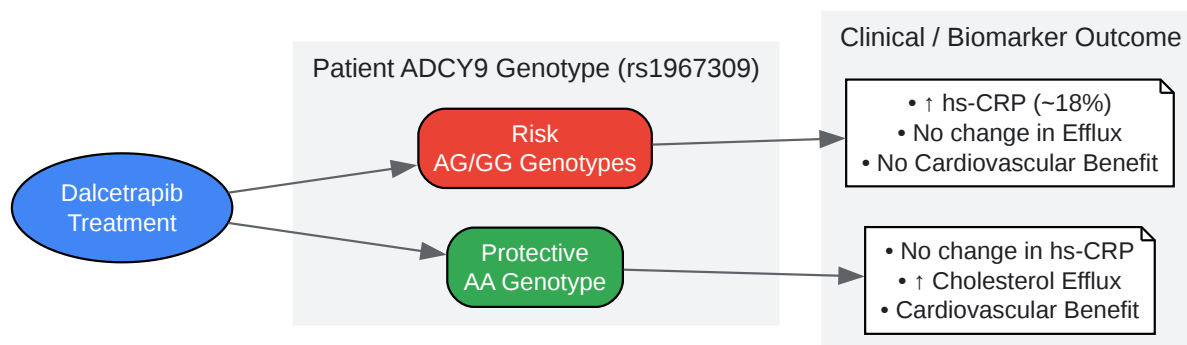 Dalcetrapib
Treatment
Patient ADCY9 Genotype (rs1967309)
Risk
AG/GG Genotypes
Protective
AA Genotype
Clinical / Biomarker Outcome
• ↑ hs-CRP (~18%)
• No change in Efflux
• No Cardiovascular Benefit
• No change in hs-CRP
• ↑ Cholesterol Efflux
• Cardiovascular Benefit